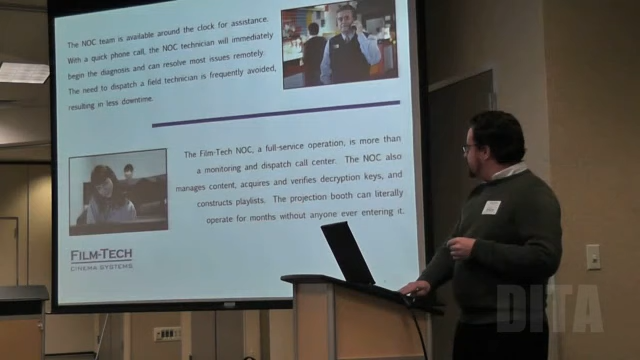 The NOC team is available around the clock for assistance.
With a quick phone call, the NOC technician will immediately
begin the diagnosis and can resolve most issues remotely.
The need to dispatch a field technician is frequently avoided,
resulting in less downtime.
The Film-Tech NOC, a full-service operation, is more than
a monitoring and dispatch call center. The NOC also
manages content, acquires and verifies decryption keys, and
constructs playlists. The projection booth can literally
operate for months without anyone ever entering it.
FILM-TECH
CINEMA SYSTEMS
DITA